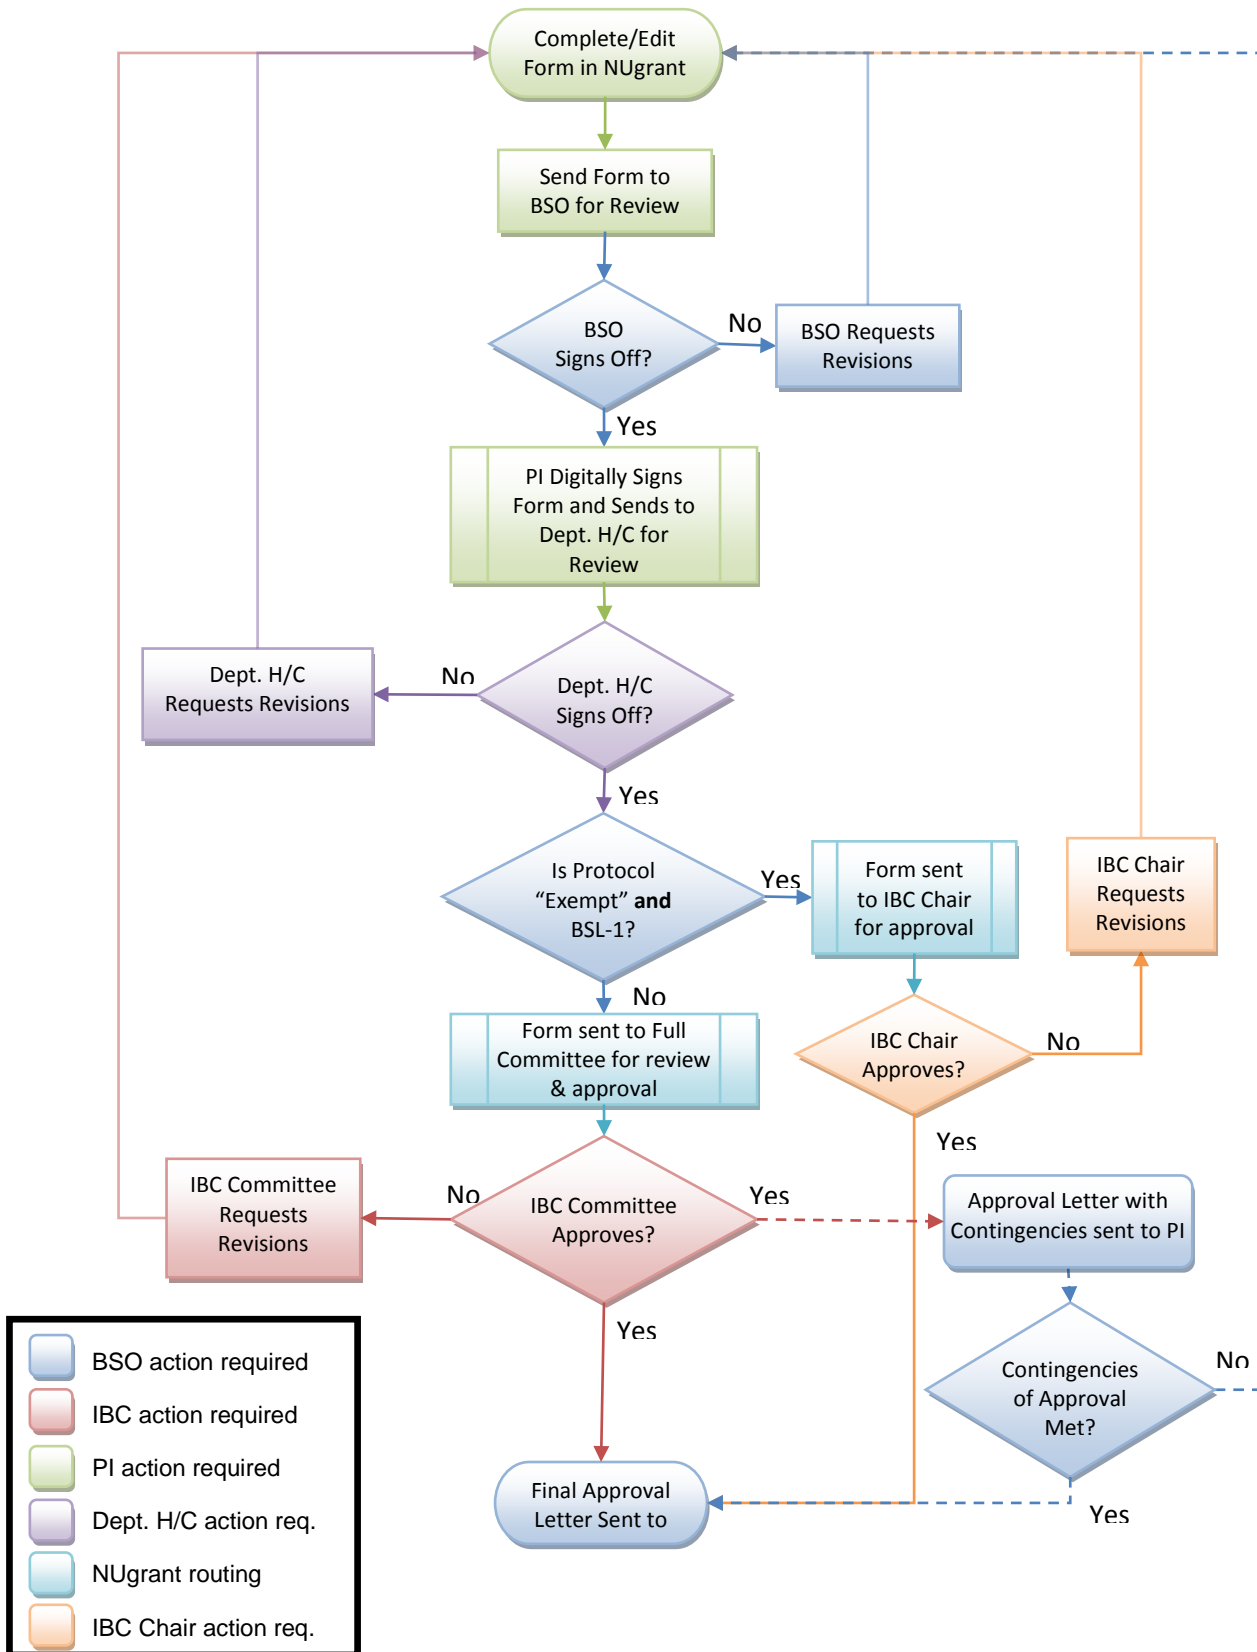 Complete/Edit
Form in NUgrant
Send Form to
BSO for Review
BSO
Signs Off?
No
BSO Requests
Revisions
Yes
PI Digitally Signs
Form and Sends to
Dept. H/C for
Review
Dept. H/C
Requests Revisions
No
Dept. H/C
Signs Off?
Yes
Is Protocol
“Exempt” and
BSL-1?
Yes
Form sent
to IBC Chair
for approval
IBC Chair
Requests
Revisions
No
Form sent to Full
Committee for review
& approval
IBC Chair
Approves?
No
Yes
IBC Committee
Requests
Revisions
No
IBC Committee
Approves?
Yes
Approval Letter with
Contingencies sent to PI
Yes
Contingencies
of Approval
Met?
No
Yes
Final Approval
Letter Sent to
BSO action required
IBC action required
PI action required
Dept. H/C action req.
NUgrant routing
IBC Chair action req.